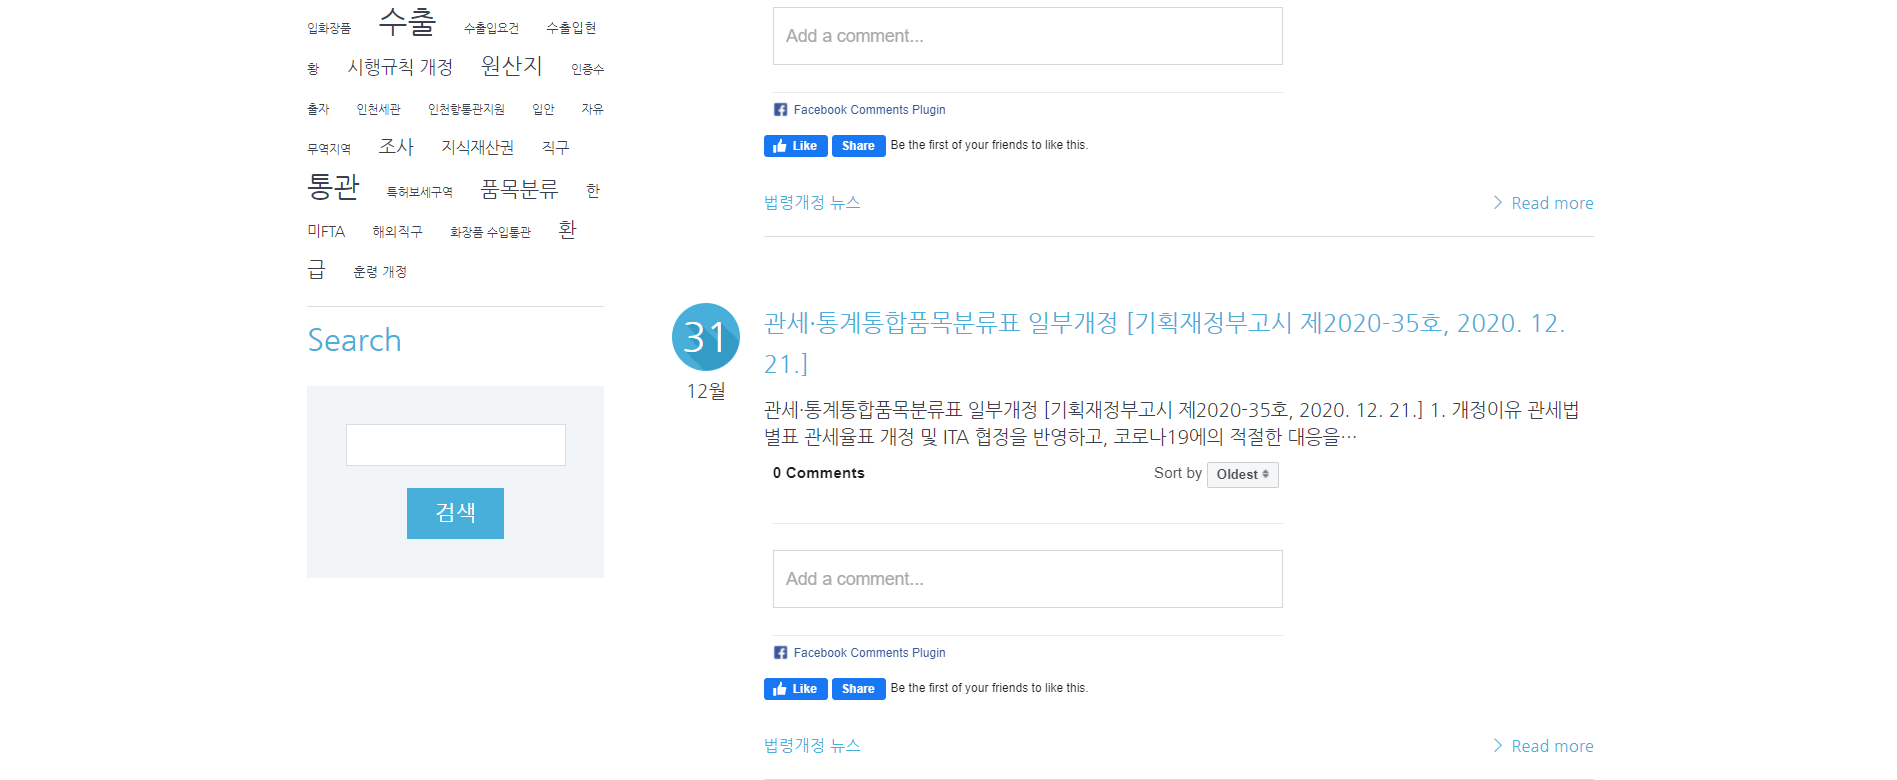 입화장품 수출 수출입요건 수출입현
황 시행규칙 개정 원산지 인증수
출자 인천세관 인천항통관지원 입안 자유
무역지역 조사 지식재산권 직구
통관 특허보세구역 품목분류 한
미FTA 해외직구 화장품 수입통관 환
급 훈령 개정
Search
검색
Add a comment...
Facebook Comments Plugin
Like Share Be the first of your friends to like this.
법령개정 뉴스
Read more
31
12월
관세·통계통합품목분류표 일부개정 [기획재정부고시 제2020-35호, 2020. 12.
21.]
관세·통계통합품목분류표 일부개정 [기획재정부고시 제2020-35호, 2020. 12. 21.] 1. 개정이유 관세법
별표 관세율표 개정 및 ITA 협정을 반영하고, 코로나19에의 적절한 대응을…
0 Comments
Sort by Oldest
Add a comment...
Facebook Comments Plugin
Like Share Be the first of your friends to like this.
법령개정 뉴스
Read more